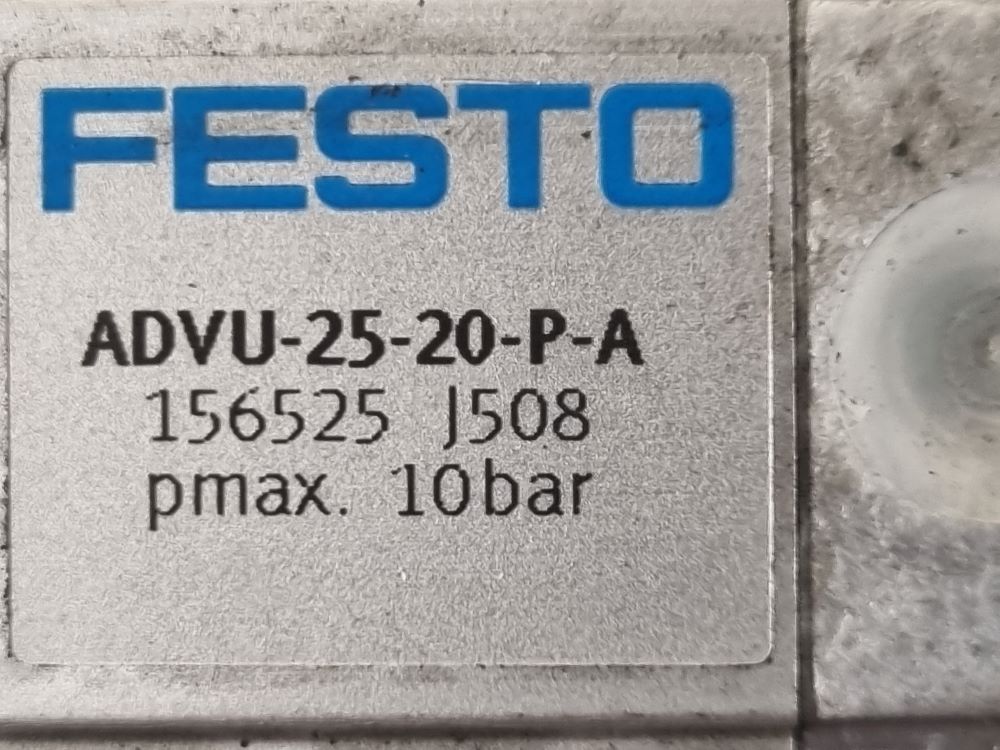 FESTO
ADVU-25-20-P-A
156525 J508
pmax. 10bar